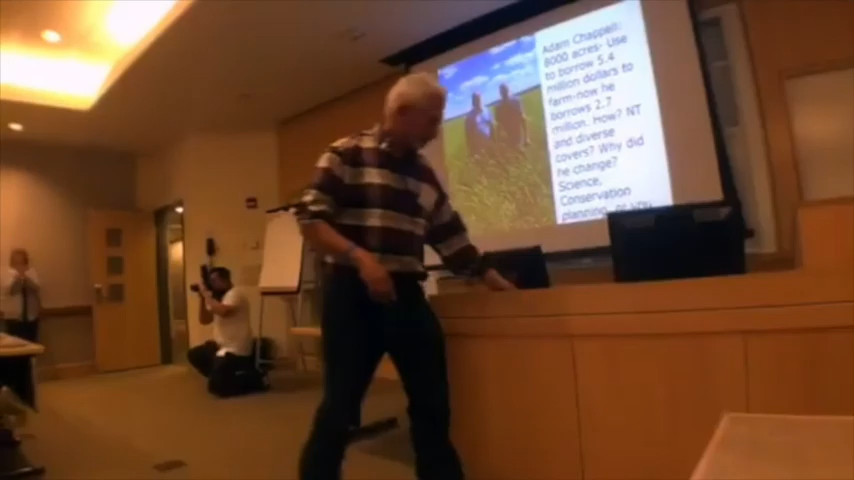 Adam Chappell:
8000 acres- Use
to borrow 5.4
million dollars to
farm-now he
borrows 2.7
million. How? NT
and diverse
covers? Why did
he change?
Science,
Conservation
planning,